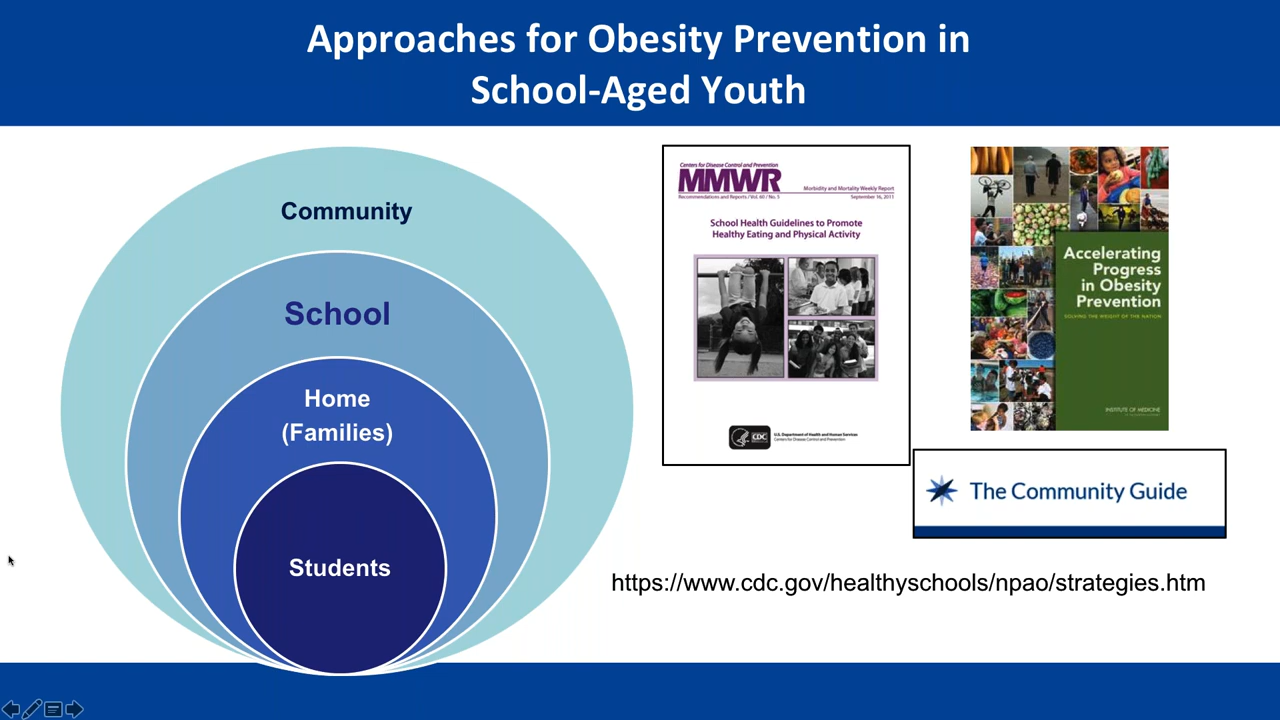 Approaches for Obesity Prevention in
School-Aged Youth
Community
School
Home
(Families)
Students
Centers for Disease Control and Prevention
MMWR
Morbidity and Mortality Weekly Report
Recommendations and Reports / Vol. 60 / No. 5
September 16, 2011
School Health Guidelines to Promote
Healthy Eating and Physical Activity
CDC
U.S. Department of Health and Human Services
Centers for Disease Control and Prevention
Accelerating
Progress
in Obesity
Prevention
SOLVING THE WEIGHT OF THE NATION
INSTITUTE OF MEDICINE
The Community Guide
https://www.cdc.gov/healthyschools/npao/strategies.htm